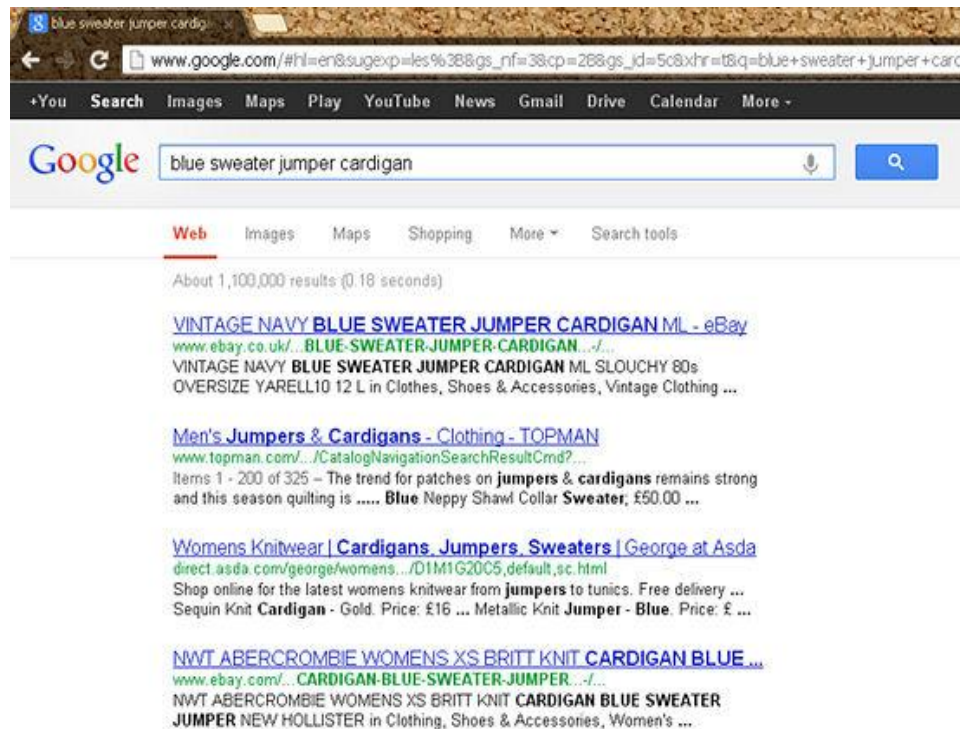 8 blue sweater jumper cardig
www.google.com/#hl=en&sugexp=les%3B&gs_nf=3&cp=28&gs_id=5c&xhr=t&q=blue+sweater+jumper+card
+You Search Images Maps Play YouTube News Gmail Drive Calendar More
Google blue sweater jumper cardigan
Web Images Maps Shopping More Search tools
About 1,100,000 results (0.18 seconds)
VINTAGE NAVY BLUE SWEATER JUMPER CARDIGAN ML - eBay
www.ebay.co.uk/...BLUE-SWEATER-JUMPER-CARDIGAN...-/...
VINTAGE NAVY BLUE SWEATER JUMPER CARDIGAN ML SLOUCHY 80s
OVERSIZE YARELL10 12 L in Clothes, Shoes & Accessories, Vintage Clothing ...
Men's Jumpers & Cardigans - Clothing - TOPMAN
www.topman.com/.../CatalogNavigationSearchResultCmd?...
Items 1 - 200 of 325 – The trend for patches on jumpers & cardigans remains strong
and this season quilting is ..... Blue Neppy Shawl Collar Sweater; £50.00 ...
Womens Knitwear | Cardigans, Jumpers, Sweaters | George at Asda
direct.asda.com/george/womens.../D1M1G20C5,default,sc.html
Shop online for the latest womens knitwear from jumpers to tunics. Free delivery ...
Sequin Knit Cardigan - Gold. Price: £16 ... Metallic Knit Jumper - Blue. Price: £ ...
NWT ABERCROMBIE WOMENS XS BRITT KNIT CARDIGAN BLUE ...
www.ebay.com/...CARDIGAN-BLUE-SWEATER-JUMPER...-/...
NWT ABERCROMBIE WOMENS XS BRITT KNIT CARDIGAN BLUE SWEATER
JUMPER NEW HOLLISTER in Clothing, Shoes & Accessories, Women's ...